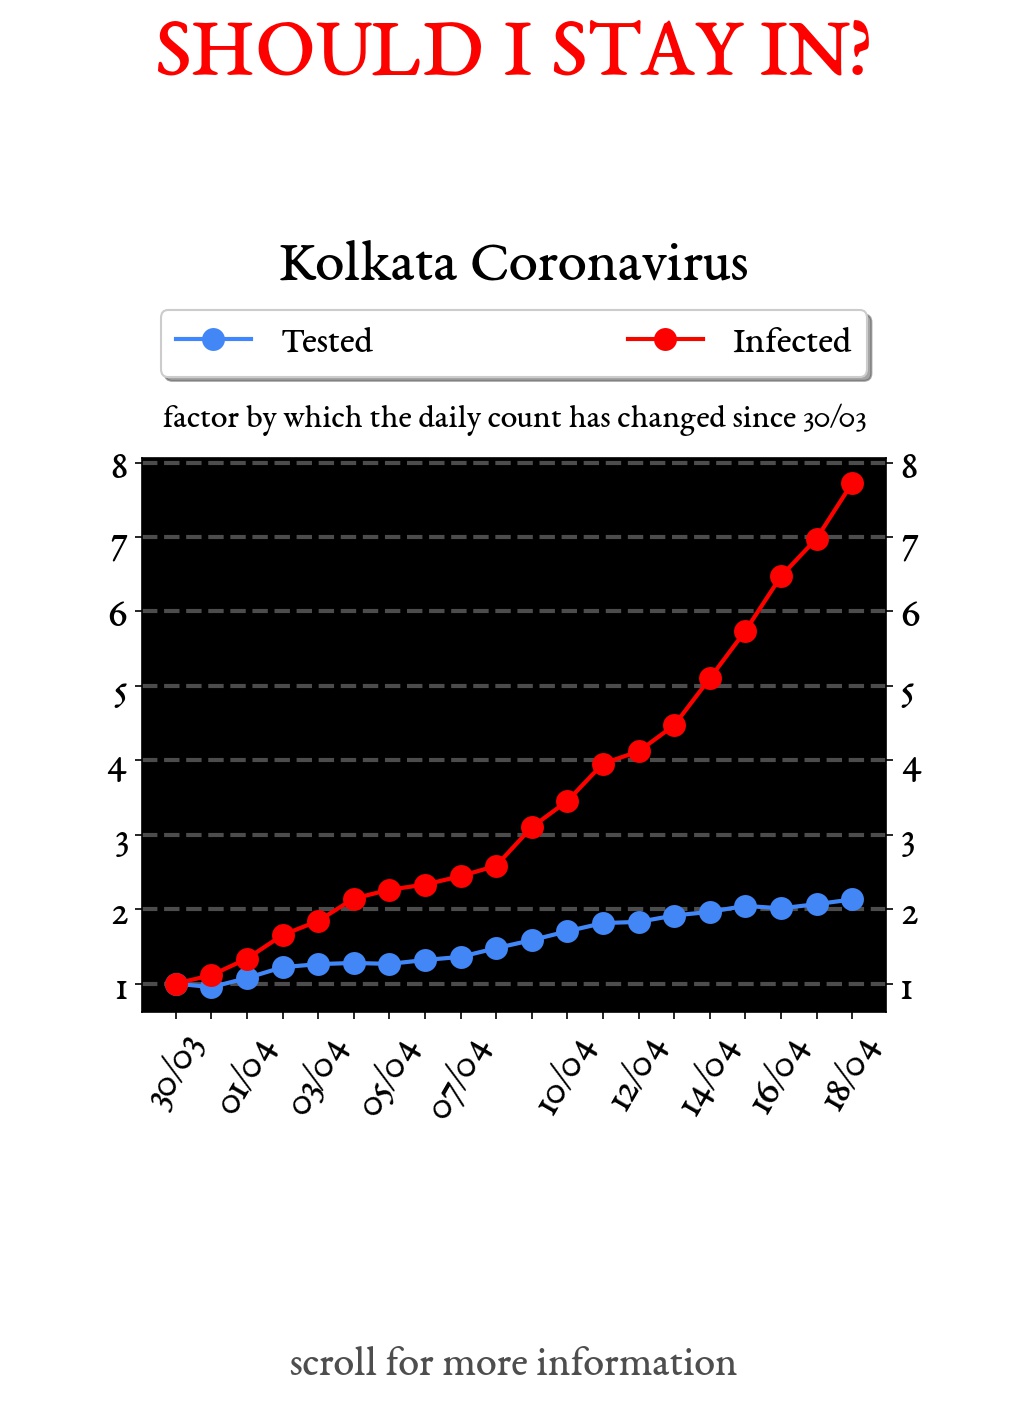 SHOULD I STAY IN?
Kolkata Coronavirus
Tested Infected
factor by which the daily count has changed since 30/03
8 8
7 7
6 6
5 5
4 4
3 3
2 2
1 1
30/03 01/04 03/04 05/04 07/04 10/04 12/04 14/04 16/04 18/04
scroll for more information